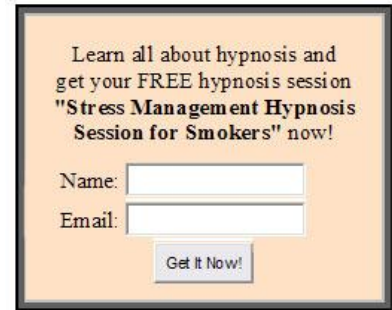 Learn all about hypnosis and
get your FREE hypnosis session
"Stress Management Hypnosis
Session for Smokers" now!
Name:
Email:
Get It Now!